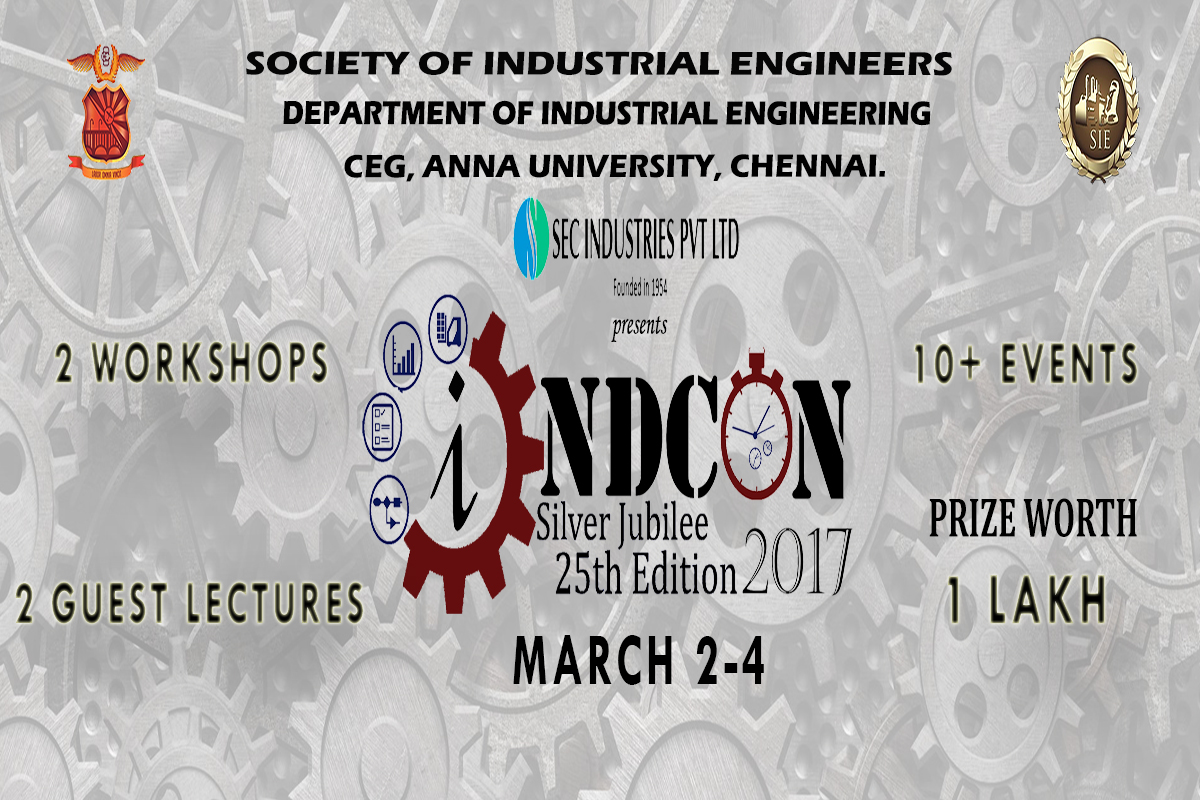 SOCIETY OF INDUSTRIAL ENGINEERS
DEPARTMENT OF INDUSTRIAL ENGINEERING
CEG, ANNA UNIVERSITY, CHENNAI.
SIE
SEC INDUSTRIES PVT LTD
Founded in 1954
presents
2 WORKSHOPS
10+ EVENTS
iNDCON
Silver Jubilee
25th Edition 2017
PRIZE WORTH
1 LAKH
2 GUEST LECTURES
MARCH 2-4